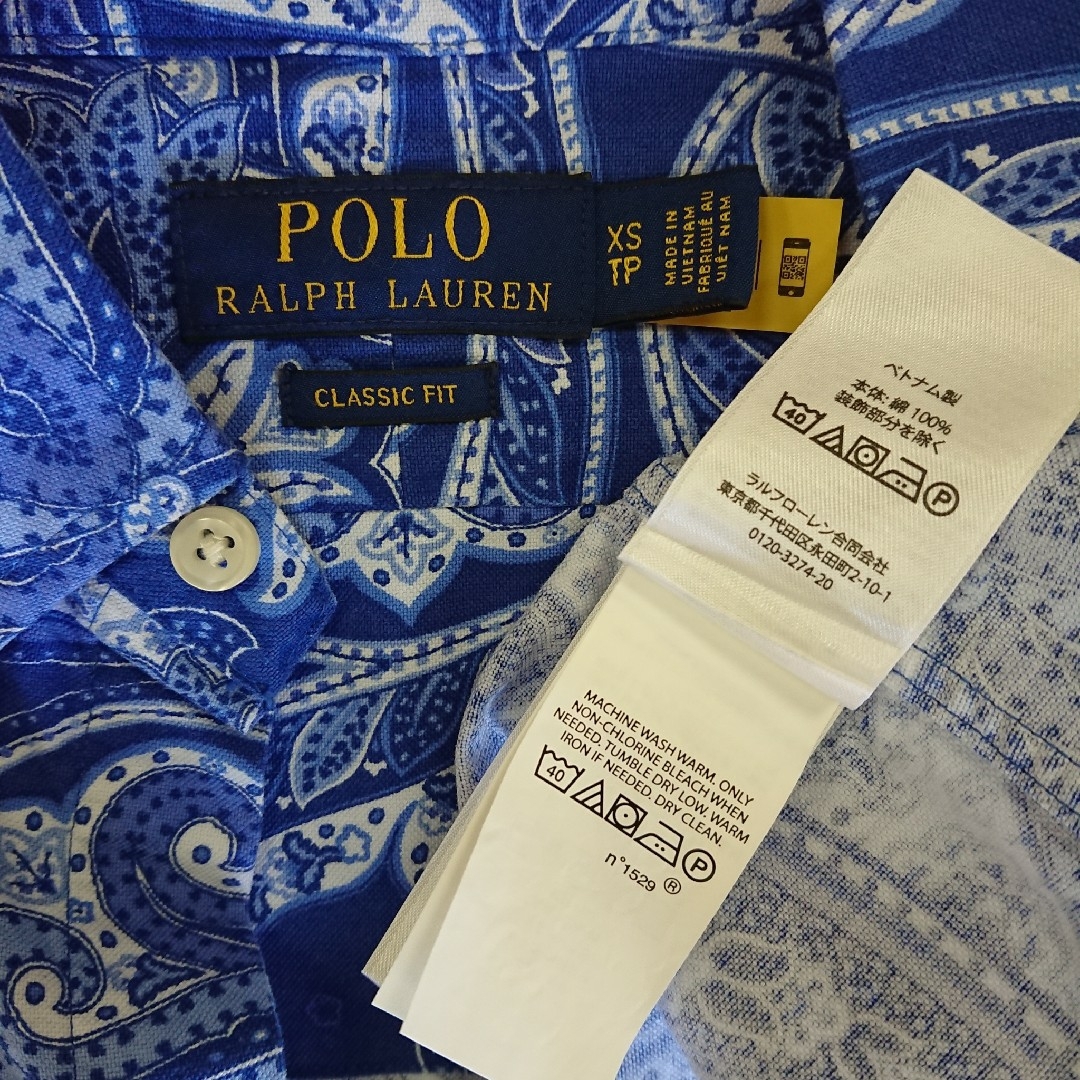 POLO
RALPH LAUREN
XS
TP
MADE IN
VIETNAM
FABRIQUÉ AU
VIÊT NAM
CLASSIC FIT
ベトナム製
本体: 綿 100%
装飾部分を除く
40
P
ラルフローレン合同会社
東京都千代田区永田町2-10-1
0120-3274-20
MACHINE WASH WARM. ONLY
NON-CHLORINE BLEACH WHEN
NEEDED. TUMBLE DRY LOW. WARM
IRON IF NEEDED. DRY CLEAN.
40
P
n°1529 ®